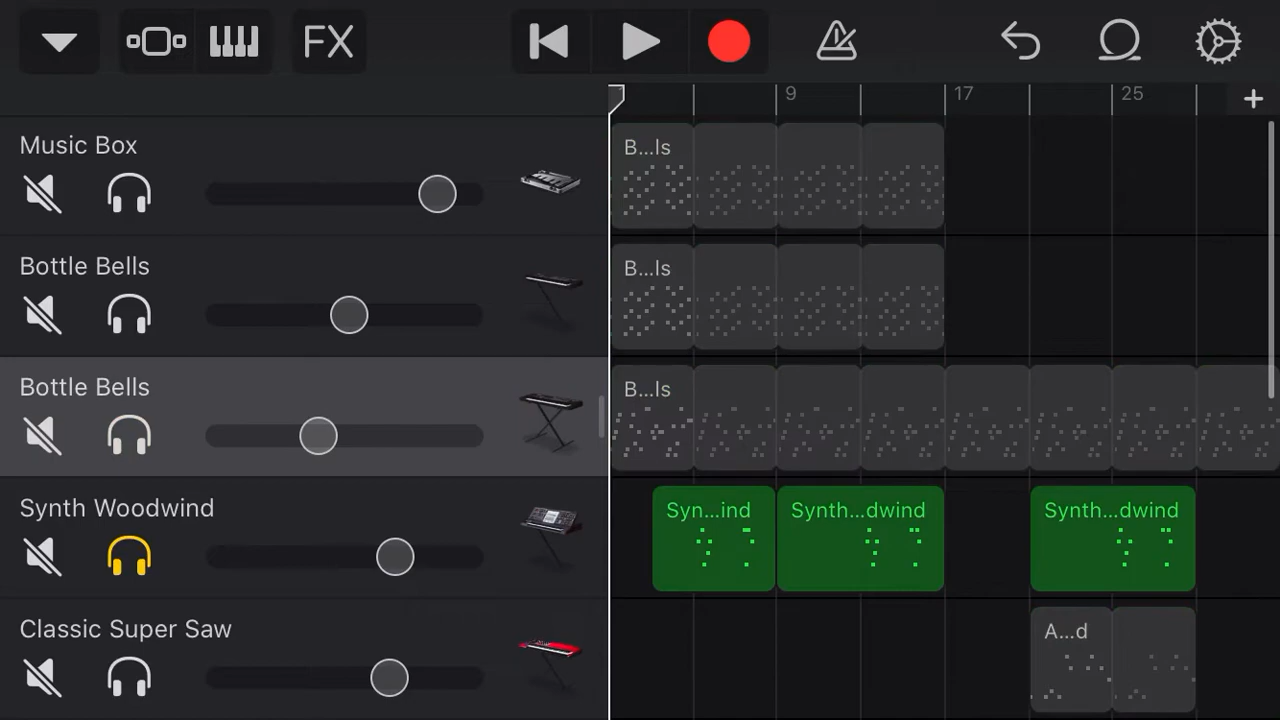 FX
9
17
25
Music Box
B...ls
Bottle Bells
B...ls
Bottle Bells
B...ls
Synth Woodwind
Syn...ind
Synth...dwind
Synth...dwind
Classic Super Saw
A...d